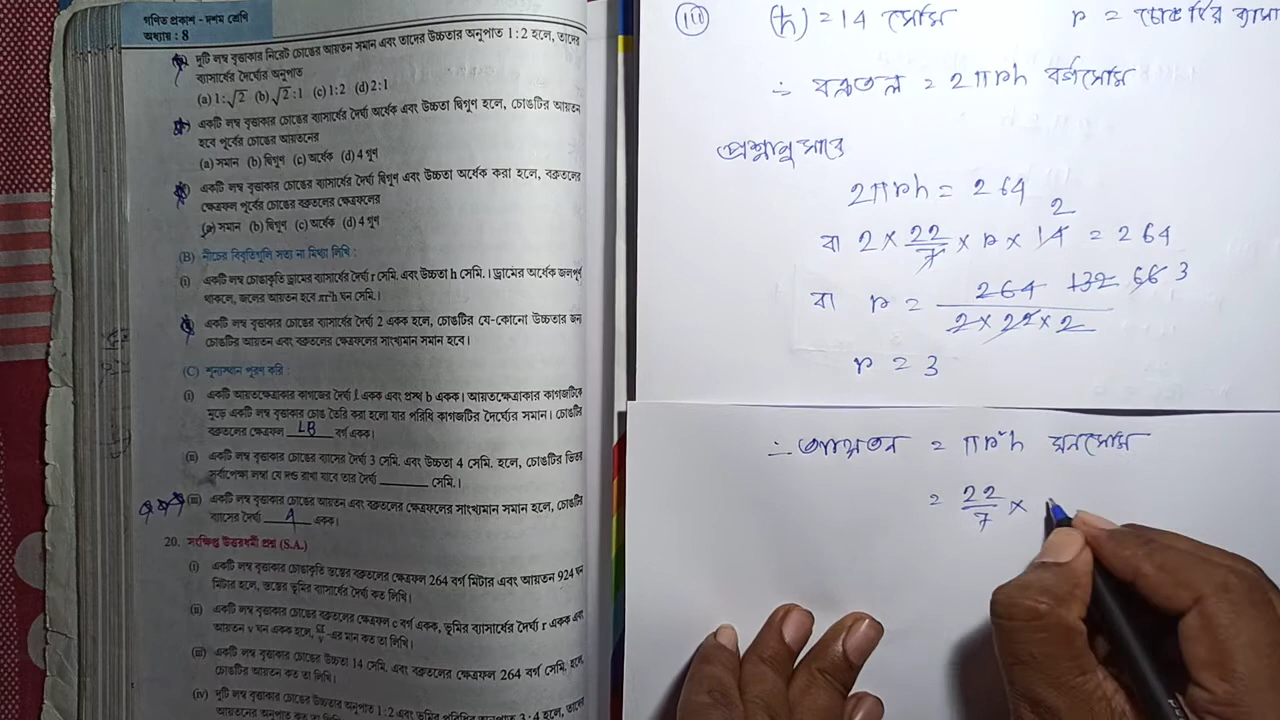 গণিত প্রকাশ - দশম শ্রেণি
অধ্যায় : 8
দুটি লম্ব বৃত্তাকার নিরেট চোঙের আয়তন সমান এবং তাদের উচ্চতার অনুপাত 1:2 হলে, তাদের
ব্যাসার্ধের দৈর্ঘ্যের অনুপাত
(a) 1:√2 (b) √2:1 (c) 1:2 (d) 2:1
একটি লম্ব বৃত্তাকার চোঙের ব্যাসার্ধের দৈর্ঘ্য অর্ধেক এবং উচ্চতা দ্বিগুণ হলে, চোঙটির আয়তন
হবে পূর্বের চোঙের আয়তনের
(a) সমান (b) দ্বিগুণ (c) অর্ধেক (d) 4 গুণ
একটি লম্ব বৃত্তাকার চোঙের ব্যাসার্ধের দৈর্ঘ্য দ্বিগুণ এবং উচ্চতা অর্ধেক করা হলে, বক্রতলের
ক্ষেত্রফল পূর্বের চোঙের বক্রতলের ক্ষেত্রফলের
(a) সমান (b) দ্বিগুণ (c) অর্ধেক (d) 4 গুণ
(B) নীচের বিবৃতিগুলি সত্য না মিথ্যা লিখি :
(i) একটি লম্ব বৃত্তাকার চোঙাকৃতি ড্রামের ব্যাসার্ধের দৈর্ঘ্য r সেমি. এবং উচ্চতা h সেমি.। ড্রামের অর্ধেক জলপূর্ণ
থাকলে, জলের আয়তন হবে πr²h ঘন সেমি.।
একটি লম্ব বৃত্তাকার চোঙের ব্যাসার্ধের দৈর্ঘ্য 2 একক হলে, চোঙটির যে-কোনো উচ্চতার জন্য
চোঙটির আয়তন এবং বক্রতলের ক্ষেত্রফলের সাংখ্যমান সমান হবে।
(C) শূন্যস্থান পূরণ করি :
(i) একটি আয়তক্ষেত্রাকার কাগজের দৈর্ঘ্য l একক এবং প্রস্থ b একক। আয়তক্ষেত্রাকার কাগজটিকে
মুড়ে একটি লম্ব বৃত্তাকার চোঙ তৈরি করা হলো যার পরিধি কাগজটির দৈর্ঘ্যের সমান। চোঙটির
বক্রতলের ক্ষেত্রফল LB বর্গ একক।
(ii) একটি লম্ব বৃত্তাকার চোঙের ব্যাসের দৈর্ঘ্য 3 সেমি. এবং উচ্চতা 4 সেমি. হলে, চোঙটির ভিতর
সর্বাপেক্ষা লম্বা যে দণ্ড রাখা যাবে তার দৈর্ঘ্য ______ সেমি.।
(iii) একটি লম্ব বৃত্তাকার চোঙের আয়তন এবং বক্রতলের ক্ষেত্রফলের সাংখ্যমান সমান হলে, চোঙটির
ব্যাসের দৈর্ঘ্য 4 একক।
20. সংক্ষিপ্ত উত্তরধর্মী প্রশ্ন (S.A.)
(i) একটি লম্ব বৃত্তাকার চোঙাকৃতি স্তম্ভের বক্রতলের ক্ষেত্রফল 264 বর্গ মিটার এবং আয়তন 924 ঘন
মিটার হলে, স্তম্ভের ভূমির ব্যাসার্ধের দৈর্ঘ্য কত লিখি।
(ii) একটি লম্ব বৃত্তাকার চোঙের বক্রতলের ক্ষেত্রফল c বর্গ একক, ভূমির ব্যাসার্ধের দৈর্ঘ্য r একক এবং
আয়তন v ঘন একক হলে, cr/v -এর মান কত তা লিখি।
(iii) একটি লম্ব বৃত্তাকার চোঙের উচ্চতা 14 সেমি. এবং বক্রতলের ক্ষেত্রফল 264 বর্গ সেমি. হলে,
চোঙটির আয়তন কত তা লিখি।
(iv) দুটি লম্ব বৃত্তাকার চোঙের উচ্চতার অনুপাত 1:2 এবং ভূমির পরিধির অনুপাত 3:4 হলে, তাদের
আয়তনের অনুপাত কত তা লিখি।
(iii) (h) = 14 সেমি r =
∴ বক্রতল = 2πrh বর্গসেমি
প্রশ্নানুসারে
2πrh = 264
বা 2 × 22/7 × r × 14 2 = 264
বা r = 264 132 66 3 / 2 × 22 × 2
r = 3
∴ আয়তন = πr²h ঘনসেমি
= 22/7 ×